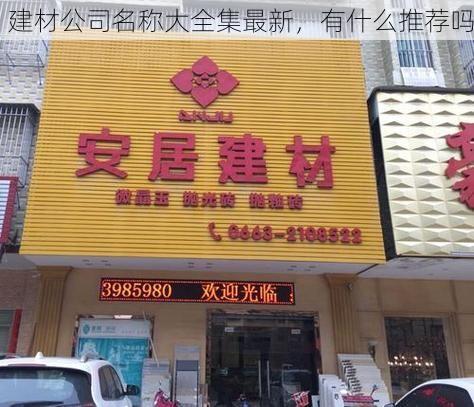 建材公司名称大全集最新，有什么推荐吗
安居建材
微晶玉 抛光砖 抛釉砖
0663-2108522
3985980 欢迎光临